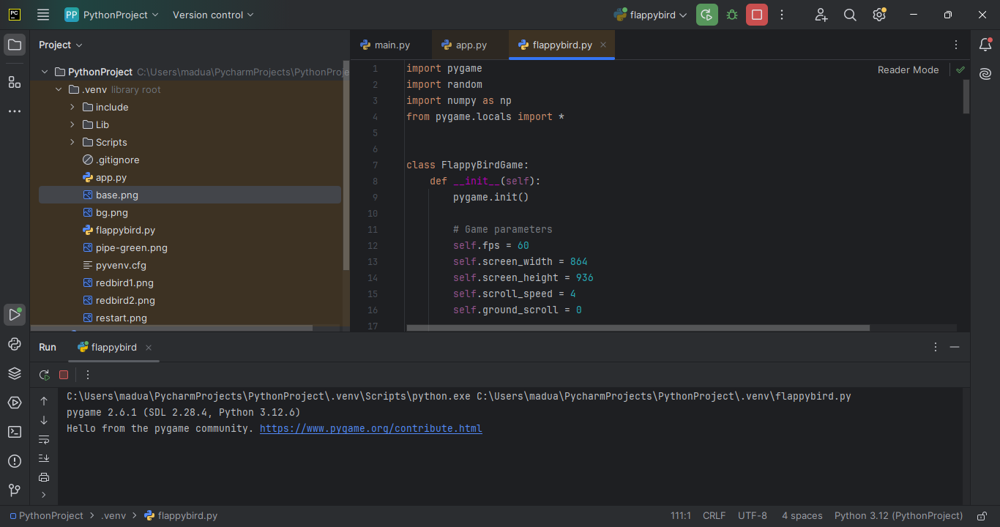 PC PP PythonProject Version control flappybird
Project
main.py app.py flappybird.py
PythonProject C:\Users\madua\PycharmProjects\PythonProje
.venv library root
include
Lib
Scripts
.gitignore
app.py
base.png
bg.png
flappybird.py
pipe-green.png
pyvenv.cfg
redbird1.png
redbird2.png
restart.png
Reader Mode
1 import pygame
2 import random
3 import numpy as np
4 from pygame.locals import *
5
6
7 class FlappyBirdGame:
8 def __init__(self):
9 pygame.init()
10
11 # Game parameters
12 self.fps = 60
13 self.screen_width = 864
14 self.screen_height = 936
15 self.scroll_speed = 4
16 self.ground_scroll = 0
17
Run flappybird
C:\Users\madua\PycharmProjects\PythonProject\.venv\Scripts\python.exe C:\Users\madua\PycharmProjects\PythonProject\.venv\flappybird.py
pygame 2.6.1 (SDL 2.28.4, Python 3.12.6)
Hello from the pygame community. https://www.pygame.org/contribute.html
PythonProject > .venv > flappybird.py 111:1 CRLF UTF-8 4 spaces Python 3.12 (PythonProject)